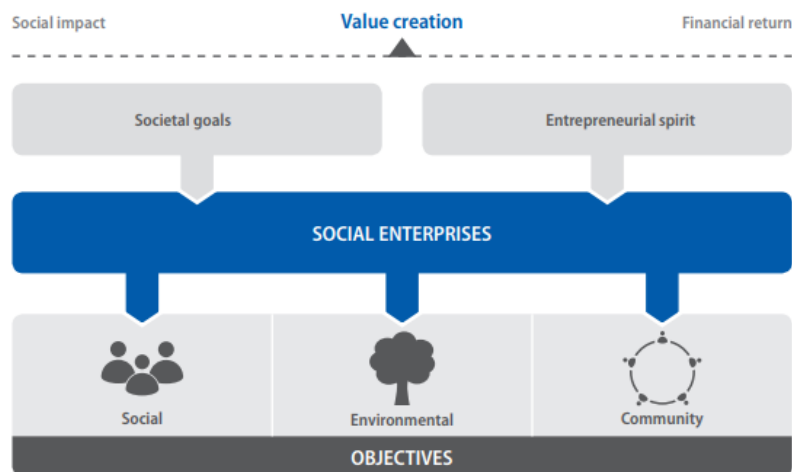 Social impact
Value creation
Financial return
Societal goals
Entrepreneurial spirit
SOCIAL ENTERPRISES
Social
Environmental
Community
OBJECTIVES